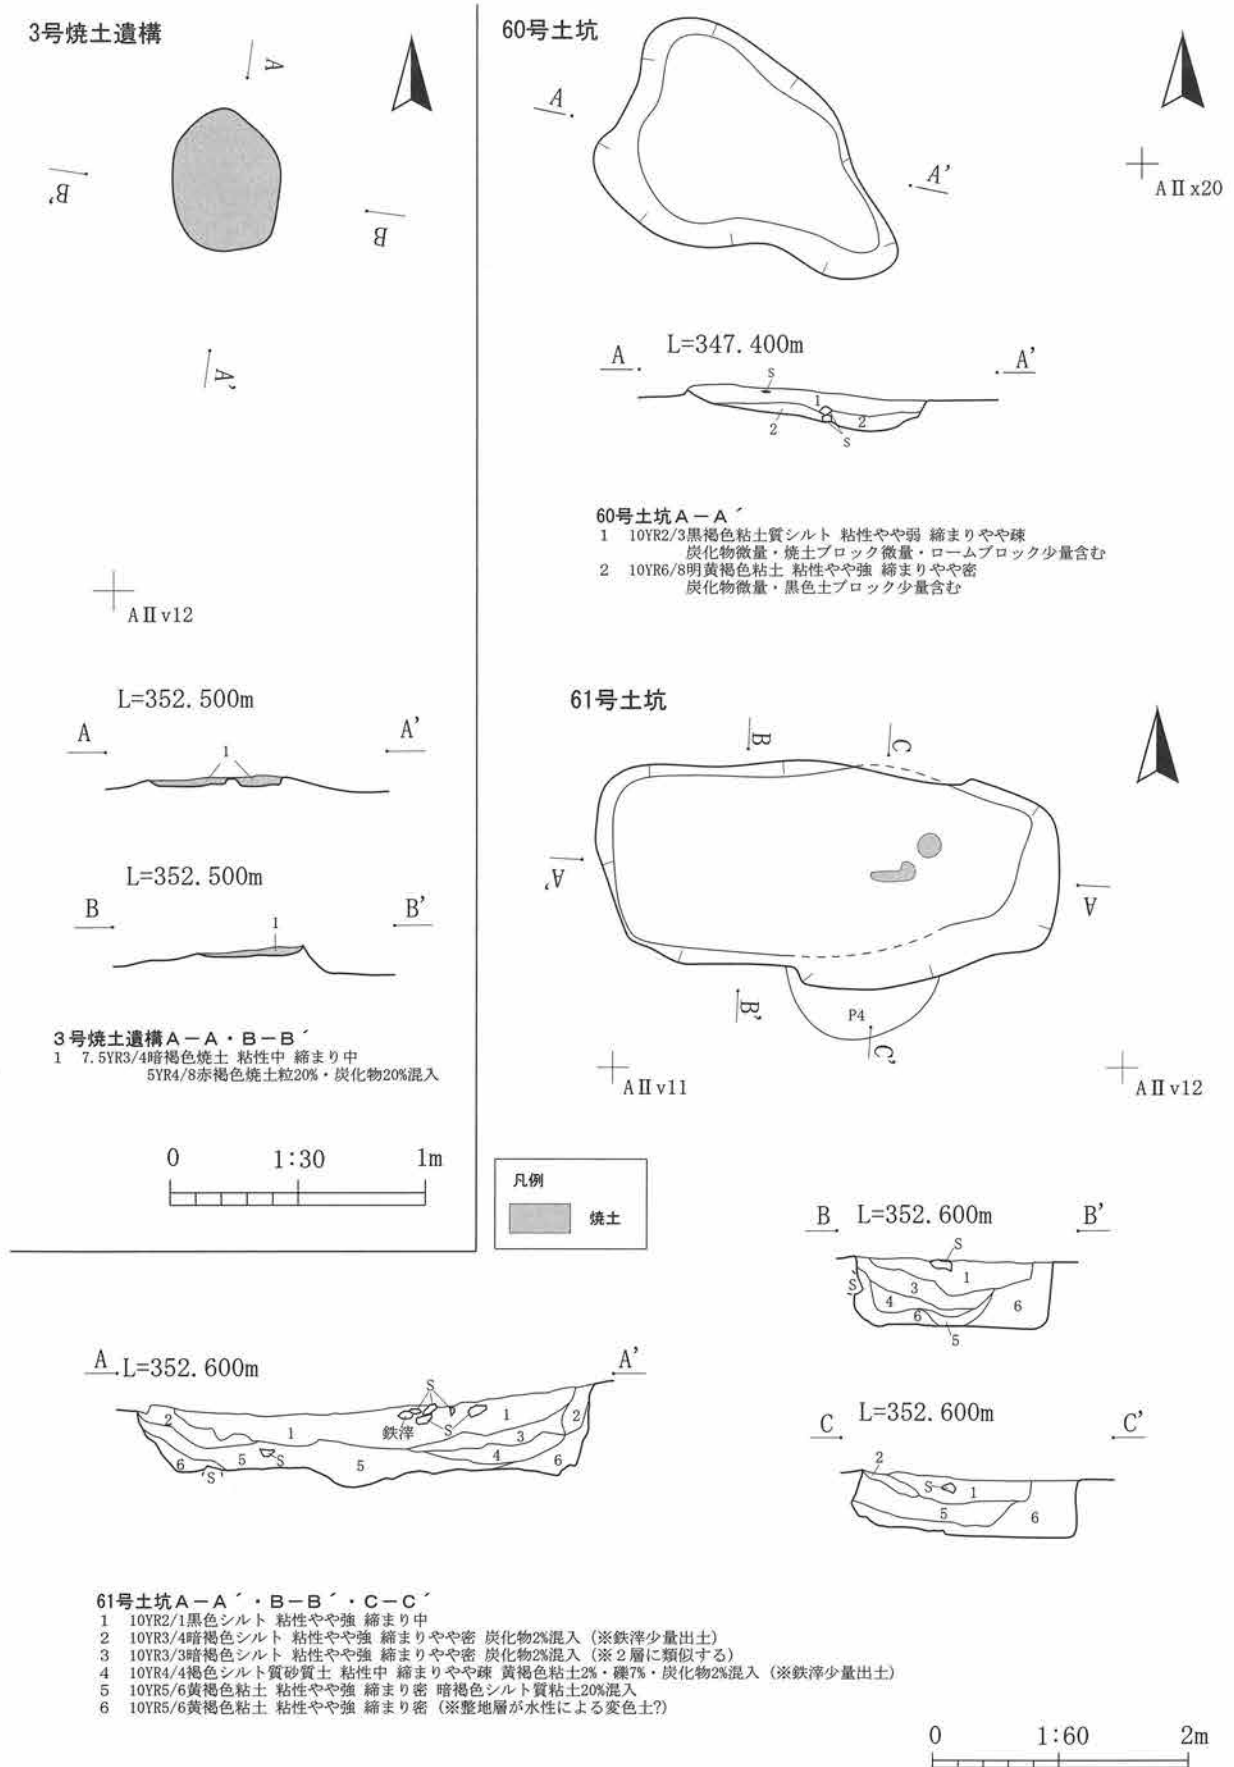 3号焼土遺構
A
B'
B
A'
AⅡv12
L=352.500m
A
A'
1
L=352.500m
B
B'
1
3号焼土遺構A-A・B-B´
1 7.5YR3/4暗褐色焼土 粘性中 締まり中
5YR4/8赤褐色焼土粒20%・炭化物20%混入
0 1:30 1m
60号土坑
A
A'
AⅡx20
L=347.400m
A
A'
S
1
2
2
S
60号土坑A-A´
1 10YR2/3黒褐色粘土質シルト 粘性やや弱 締まりやや疎
炭化物微量・焼土ブロック微量・ロームブロック少量含む
2 10YR6/8明黄褐色粘土 粘性やや強 締まりやや密
炭化物微量・黒色土ブロック少量含む
61号土坑
B
C
A'
A
B'
P4
C'
AⅡv11
AⅡv12
凡例
焼土
B L=352.600m B'
S
S
1
3
4
6
6
5
A L=352.600m A'
S
2
1
鉄滓
S
1
2
3
4
6
5
S
S
5
6
C L=352.600m C'
2
S
1
5
6
61号土坑A-A´・B-B´・C-C´
1 10YR2/1黒色シルト 粘性やや強 締まり中
2 10YR3/4暗褐色シルト 粘性やや強 締まりやや密 炭化物2%混入（※鉄滓少量出土）
3 10YR3/3暗褐色シルト 粘性やや強 締まりやや密 炭化物2%混入（※２層に類似する）
4 10YR4/4褐色シルト質砂質土 粘性中 締まりやや疎 黄褐色粘土2%・礫7%・炭化物2%混入（※鉄滓少量出土）
5 10YR5/6黄褐色粘土 粘性やや強 締まり密 暗褐色シルト質粘土20%混入
6 10YR5/6黄褐色粘土 粘性やや強 締まり密（※整地層が水性による変色土?）
0 1:60 2m